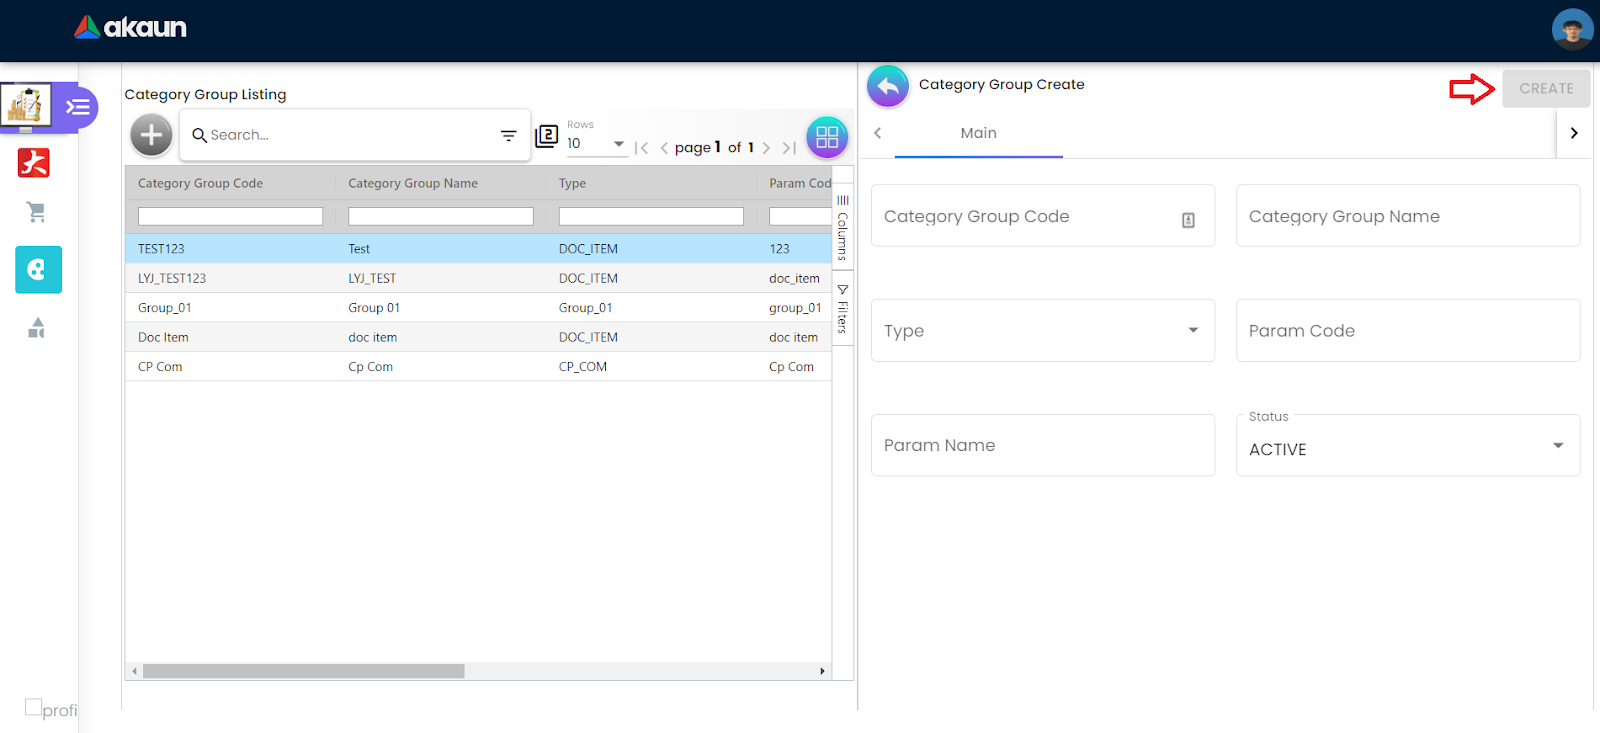 akaun
Category Group Listing
Search...
2
Rows
10
page 1 of 1
Category Group Code Category Group Name Type Param Cod
TEST123 Test DOC_ITEM 123
LYJ_TEST123 LYJ_TEST DOC_ITEM doc_item
Group_01 Group 01 Group_01 group_01
Doc Item doc item DOC_ITEM doc item
CP Com Cp Com CP_COM Cp Com
Columns
Filters
profi
Category Group Create
CREATE
Main
Category Group Code Category Group Name
Type Param Code
Param Name
Status
ACTIVE